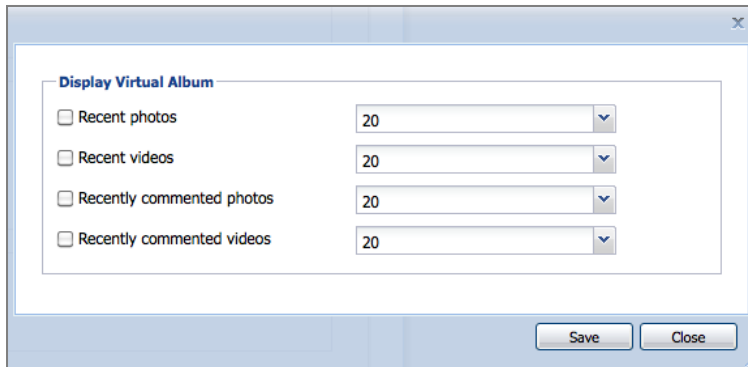 Display Virtual Album
Recent photos 20
Recent videos 20
Recently commented photos 20
Recently commented videos 20
Save Close